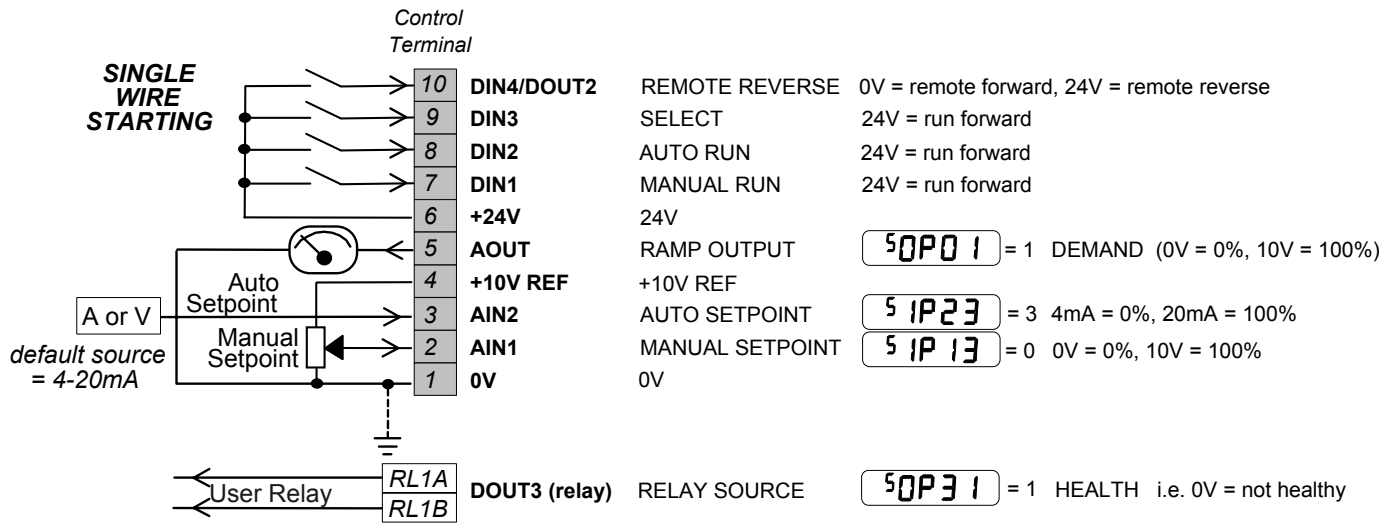 Control
Terminal
SINGLE
WIRE
STARTING
10 DIN4/DOUT2 REMOTE REVERSE 0V = remote forward, 24V = remote reverse
9 DIN3 SELECT 24V = run forward
8 DIN2 AUTO RUN 24V = run forward
7 DIN1 MANUAL RUN 24V = run forward
6 +24V 24V
5 AOUT RAMP OUTPUT SOP01 = 1 DEMAND (0V = 0%, 10V = 100%)
4 +10V REF +10V REF
Auto
Setpoint
A or V
3 AIN2 AUTO SETPOINT SIP23 = 3 4mA = 0%, 20mA = 100%
Manual
Setpoint
default source
= 4-20mA
2 AIN1 MANUAL SETPOINT SIP13 = 0 0V = 0%, 10V = 100%
1 0V 0V
User Relay
RL1A
RL1B
DOUT3 (relay) RELAY SOURCE SOP31 = 1 HEALTH i.e. 0V = not healthy